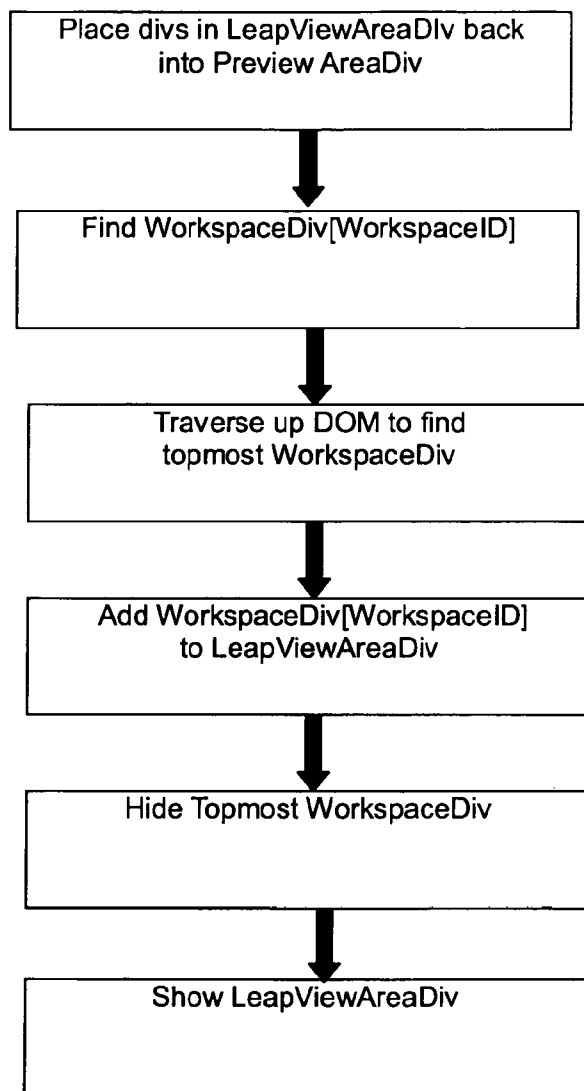 Place divs in LeapViewAreaDIv back
into Preview AreaDiv
Find WorkspaceDiv[WorkspaceID]
Traverse up DOM to find
topmost WorkspaceDiv
Add WorkspaceDiv[WorkspaceID]
to LeapViewAreaDiv
Hide Topmost WorkspaceDiv
Show LeapViewAreaDiv